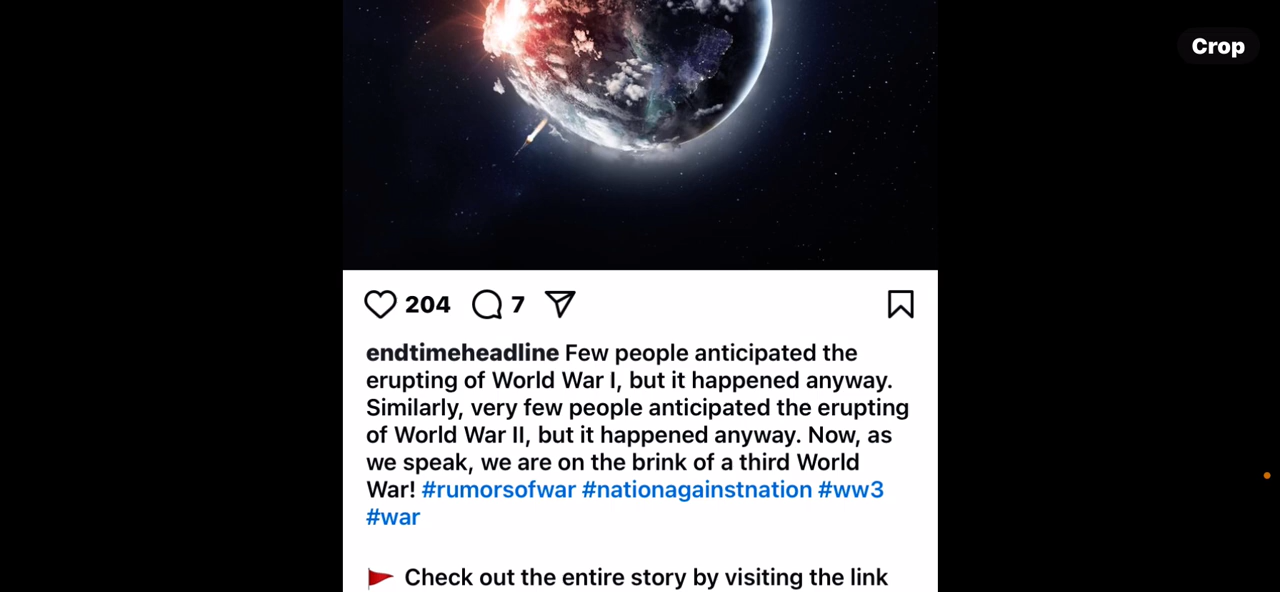 Crop
204 7
endtimeheadline Few people anticipated the
erupting of World War I, but it happened anyway.
Similarly, very few people anticipated the erupting
of World War II, but it happened anyway. Now, as
we speak, we are on the brink of a third World
War! #rumorsofwar #nationagainstnation #ww3
#war
🚩 Check out the entire story by visiting the link